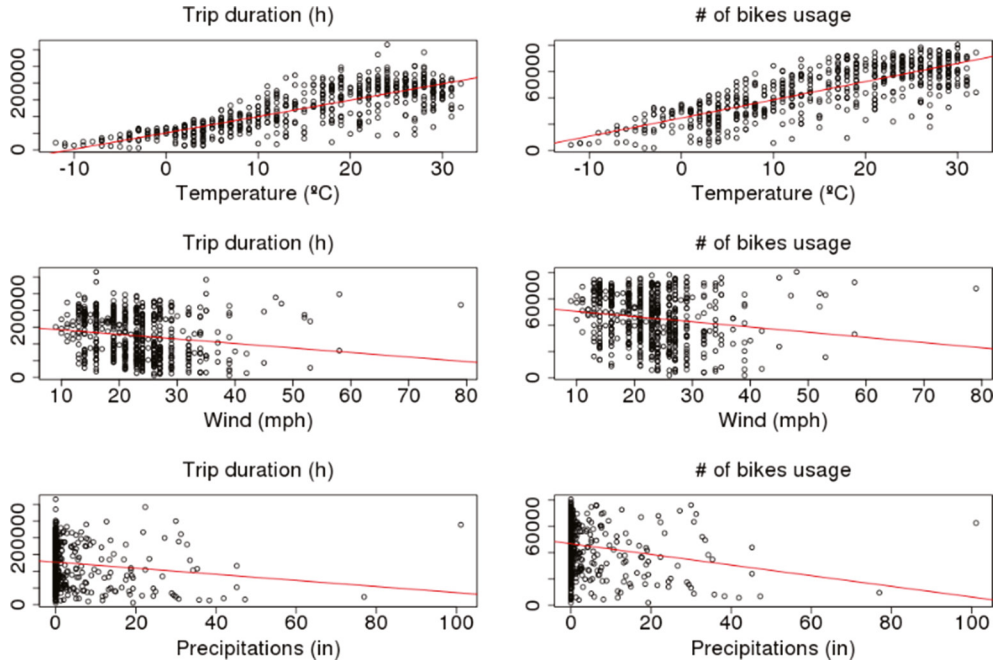 Trip duration (h)
# of bikes usage
0 200000
-10 0 10 20 30
Temperature (ºC)
0 60000
-10 0 10 20 30
Temperature (ºC)
Trip duration (h)
# of bikes usage
0 200000
10 20 30 40 50 60 70 80
Wind (mph)
0 60000
10 20 30 40 50 60 70 80
Wind (mph)
Trip duration (h)
# of bikes usage
0 200000
0 20 40 60 80 100
Precipitations (in)
0 60000
0 20 40 60 80 100
Precipitations (in)